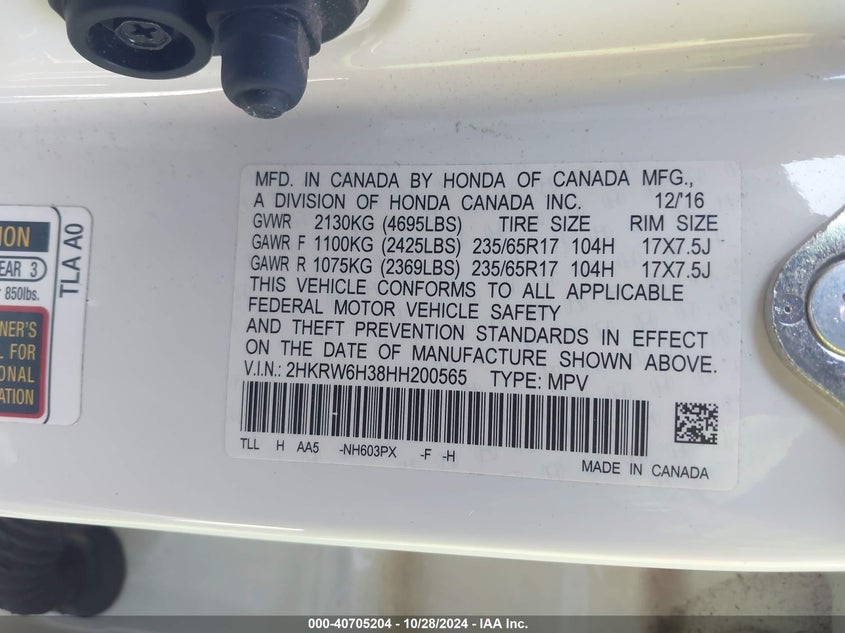 MFD. IN CANADA BY HONDA OF CANADA MFG.,
A DIVISION OF HONDA CANADA INC. 12/'16
GVWR 2130KG (4695LBS) TIRE SIZE RIM SIZE
GAWR F 1100KG (2425LBS) 235/65R17 104H 17X7.5J
GAWR R 1075KG (2369LBS) 235/65R17 104H 17X7.5J
THIS VEHICLE CONFORMS TO ALL APPLICABLE
FEDERAL MOTOR VEHICLE SAFETY
AND THEFT PREVENTION STANDARDS IN EFFECT
ON THE DATE OF MANUFACTURE SHOWN ABOVE.
V.I.N.: 2HKRW6H38HH200565 TYPE: MPV
TLL H AA5 -NH603PX -F -H
MADE IN CANADA
ION
EAR 3
850lbs.
NER'S
L FOR
IONAL
ATION
TLA A0
000-40705204 - 10/28/2024 - IAA Inc.